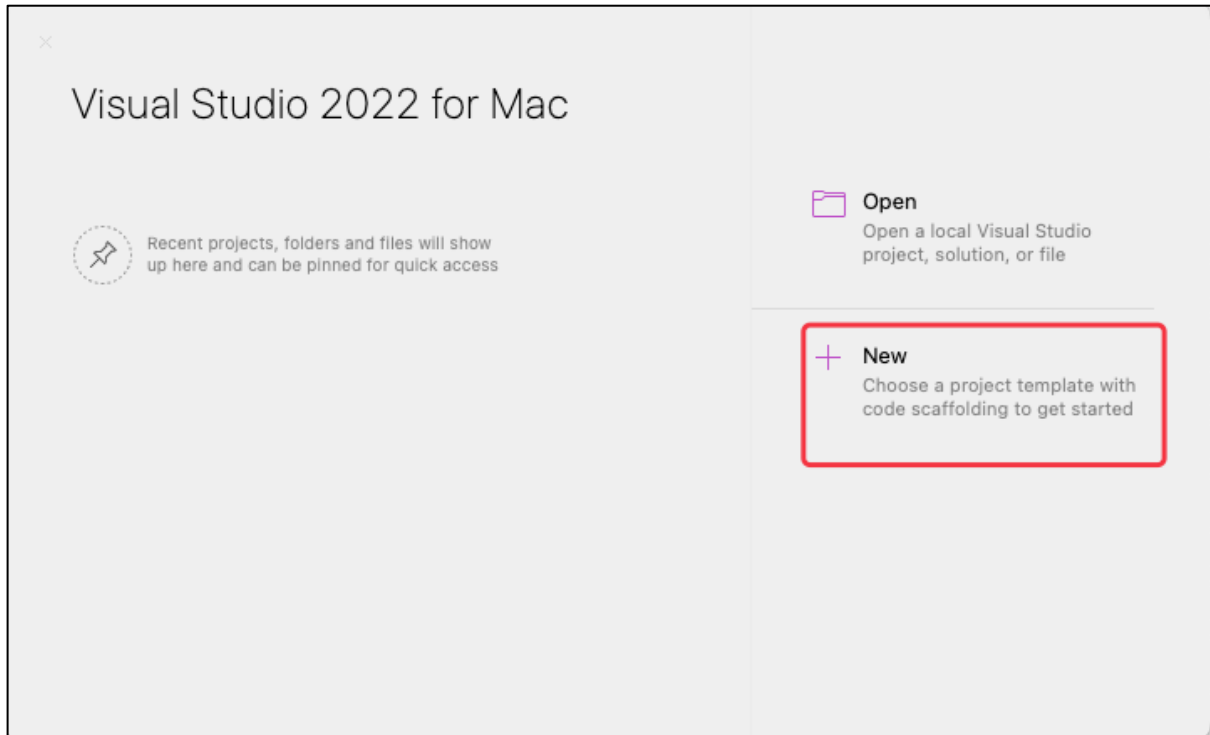 Visual Studio 2022 for Mac
Recent projects, folders and files will show
up here and can be pinned for quick access
Open
Open a local Visual Studio
project, solution, or file
New
Choose a project template with
code scaffolding to get started